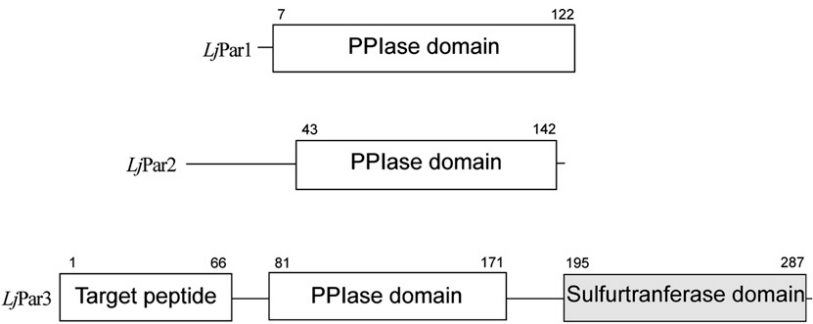 7 122
LjPar1 PPIase domain
43 142
LjPar2 PPIase domain
1 66 81 171 195 287
LjPar3 Target peptide PPIase domain Sulfurtranferase domain